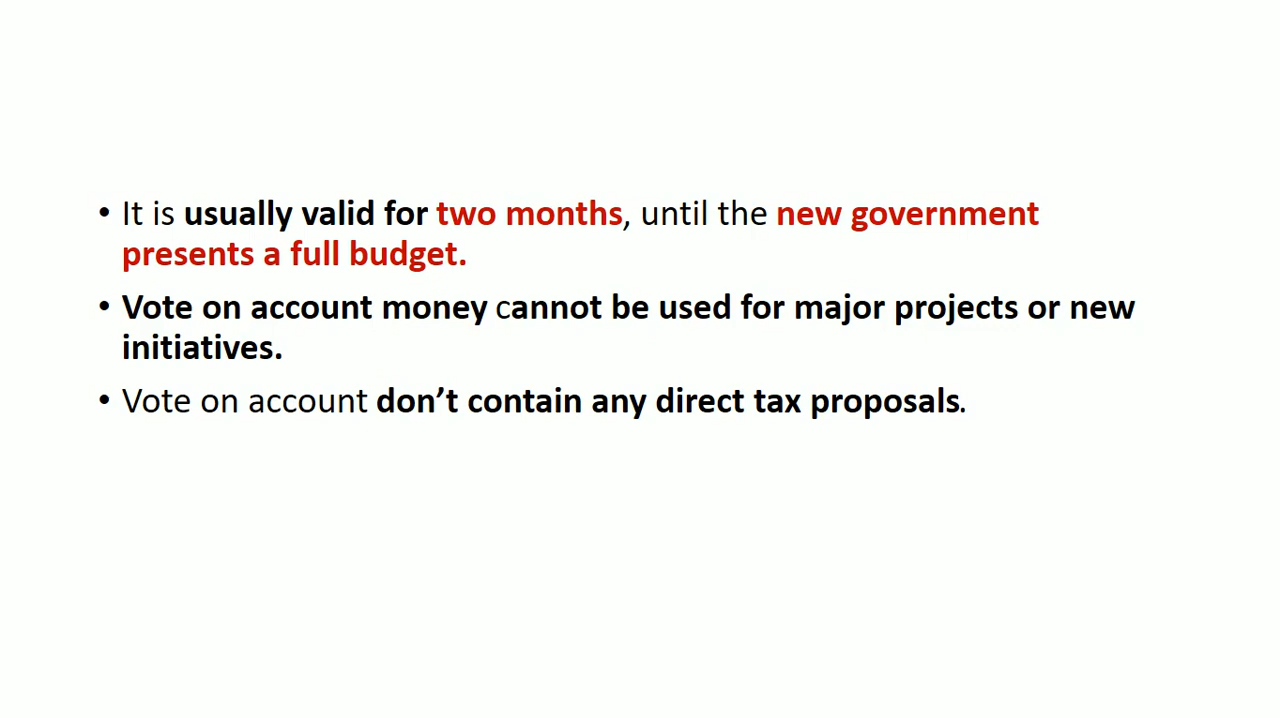 • It is usually valid for two months, until the new government
presents a full budget.
• Vote on account money cannot be used for major projects or new
initiatives.
• Vote on account don’t contain any direct tax proposals.